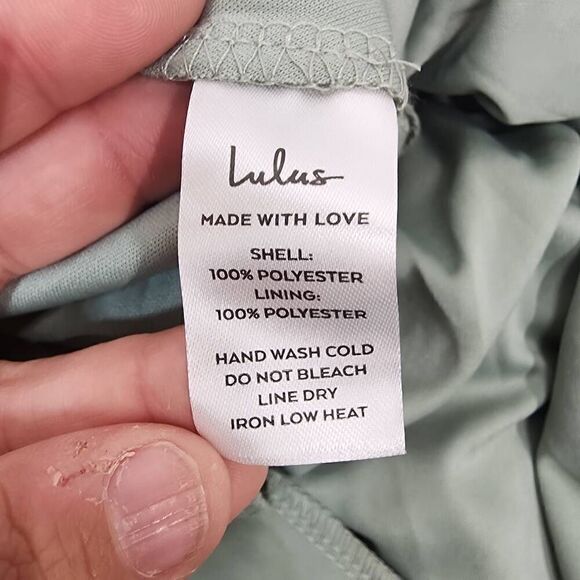 Lulus
MADE WITH LOVE
SHELL:
100% POLYESTER
LINING:
100% POLYESTER
HAND WASH COLD
DO NOT BLEACH
LINE DRY
IRON LOW HEAT